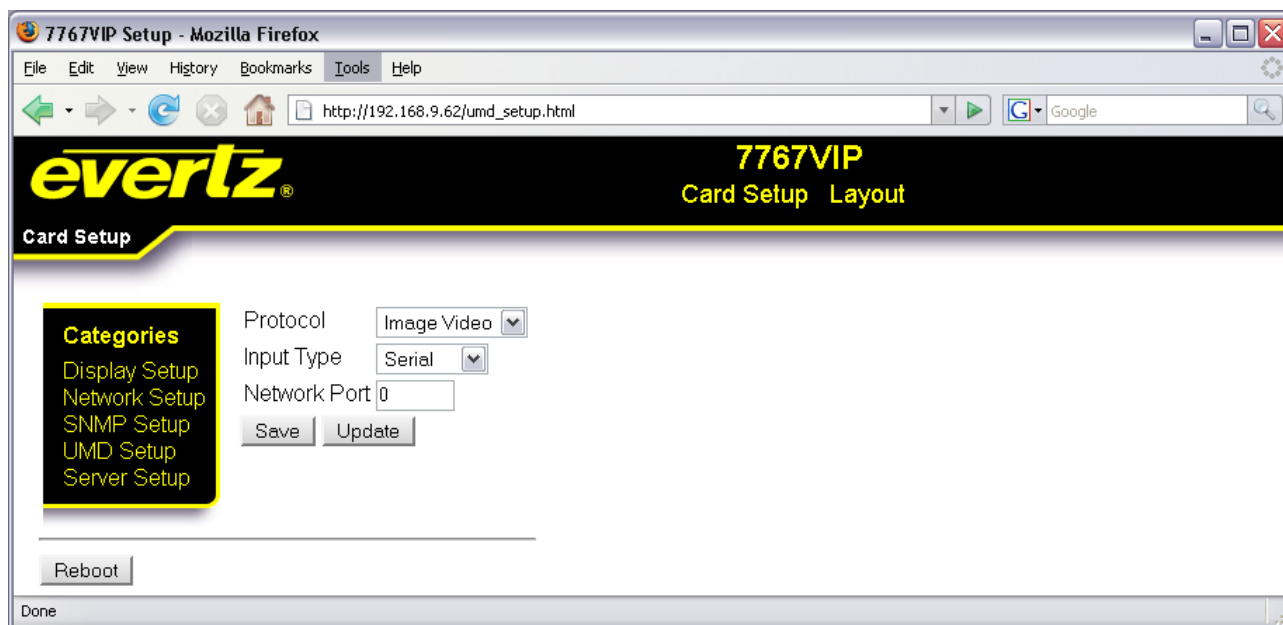 7767VIP Setup - Mozilla Firefox
File Edit View History Bookmarks Tools Help
http://192.168.9.62/umd_setup.html G Google
evertz®
7767VIP
Card Setup Layout
Card Setup
Categories
Display Setup
Network Setup
SNMP Setup
UMD Setup
Server Setup
Protocol Image Video
Input Type Serial
Network Port 0
Save Update
Reboot
Done